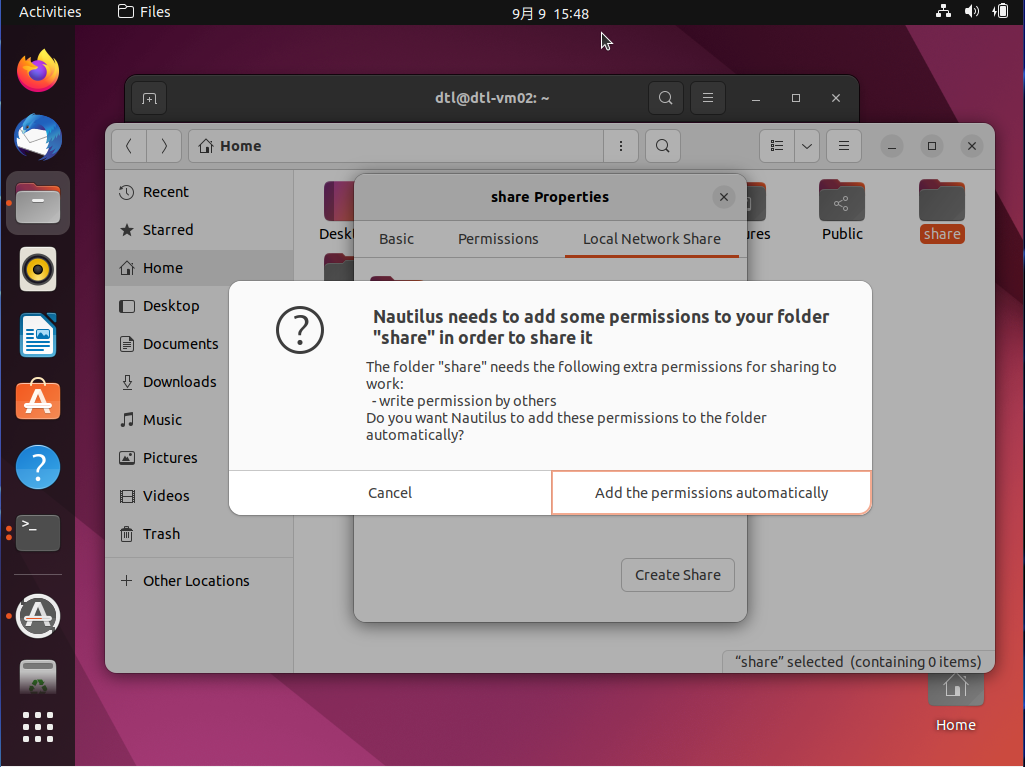 Activities
Files
9月 9 15:48
dtl@dtl-vm02: ~
Home
share Properties
Basic
Permissions
Local Network Share
Recent
Starred
Home
Desktop
Documents
Downloads
Music
Pictures
Videos
Trash
Other Locations
Public
share
Nautilus needs to add some permissions to your folder
"share" in order to share it
The folder "share" needs the following extra permissions for sharing to
work:
- write permission by others
Do you want Nautilus to add these permissions to the folder
automatically?
Cancel
Add the permissions automatically
Create Share
“share” selected (containing 0 items)
Home